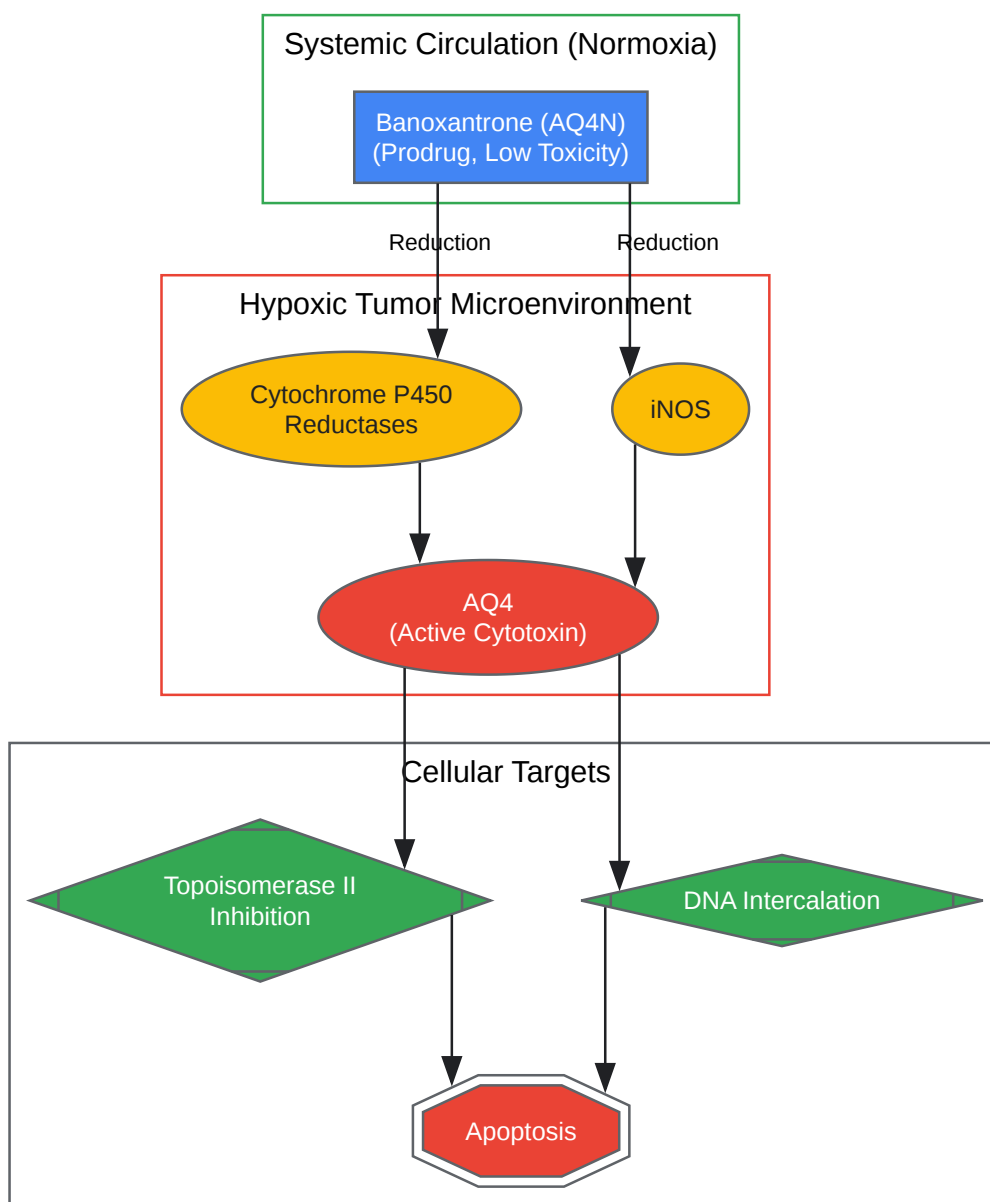 Systemic Circulation (Normoxia)
Banoxantrone (AQ4N)
(Prodrug, Low Toxicity)
Reduction
Reduction
Hypoxic Tumor Microenvironment
Cytochrome P450
Reductases
iNOS
AQ4
(Active Cytotoxin)
Cellular Targets
Topoisomerase II
Inhibition
DNA Intercalation
Apoptosis